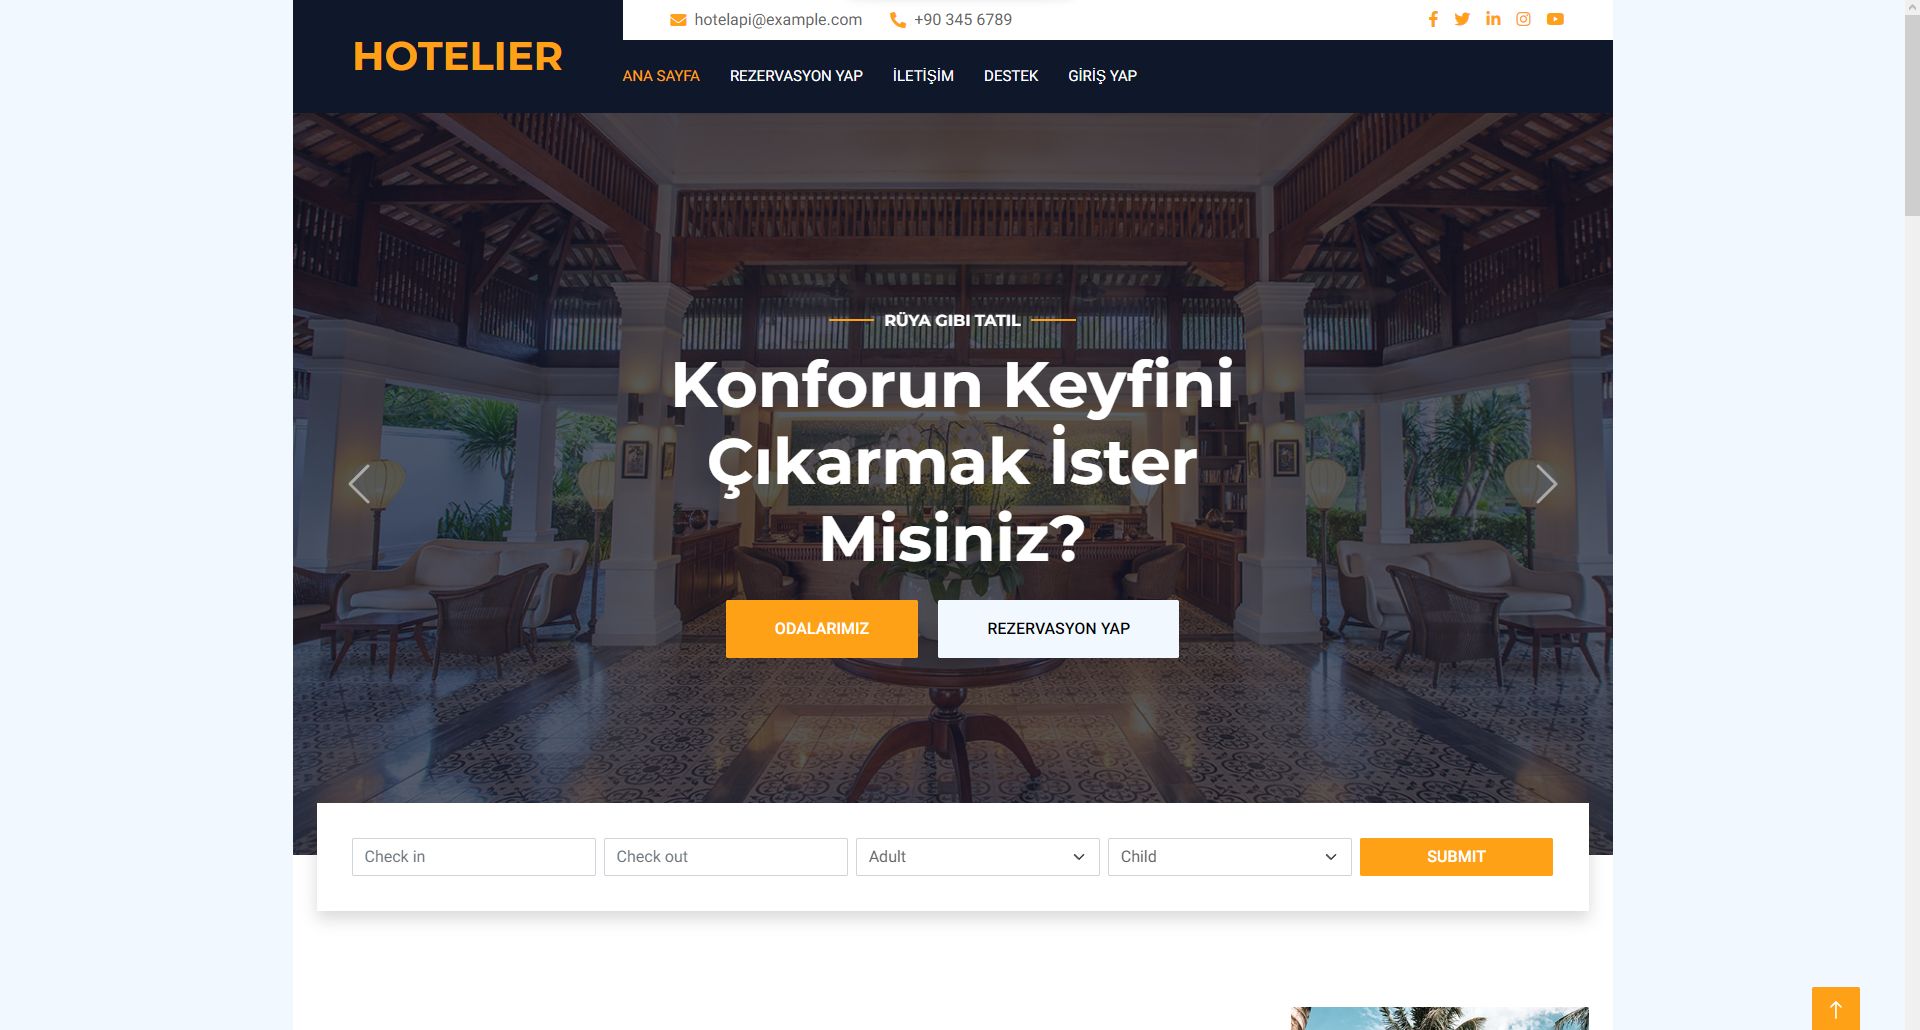 HOTELIER
hotelapi@example.com +90 345 6789
ANA SAYFA REZERVASYON YAP İLETİŞİM DESTEK GİRİŞ YAP
RÜYA GIBI TATIL
Konforun Keyfini
Çıkarmak İster
Misiniz?
ODALARIMIZ REZERVASYON YAP
Check in Check out Adult Child SUBMIT